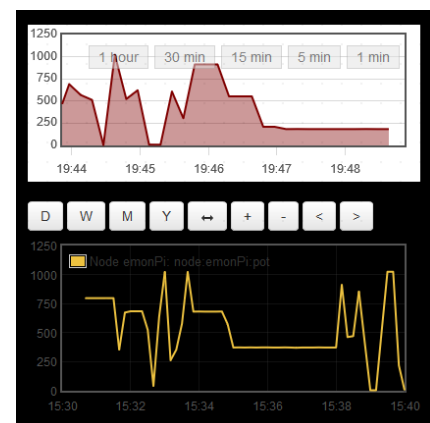 1250
1 hour 30 min 15 min 5 min 1 min
1000
750
500
250
0
19:44 19:45 19:46 19:47 19:48
D W M Y ↔ + - < >
1250
Node emonPi: node:emonPi:pot
1000
750
500
250
0
15:30 15:32 15:34 15:36 15:38 15:40